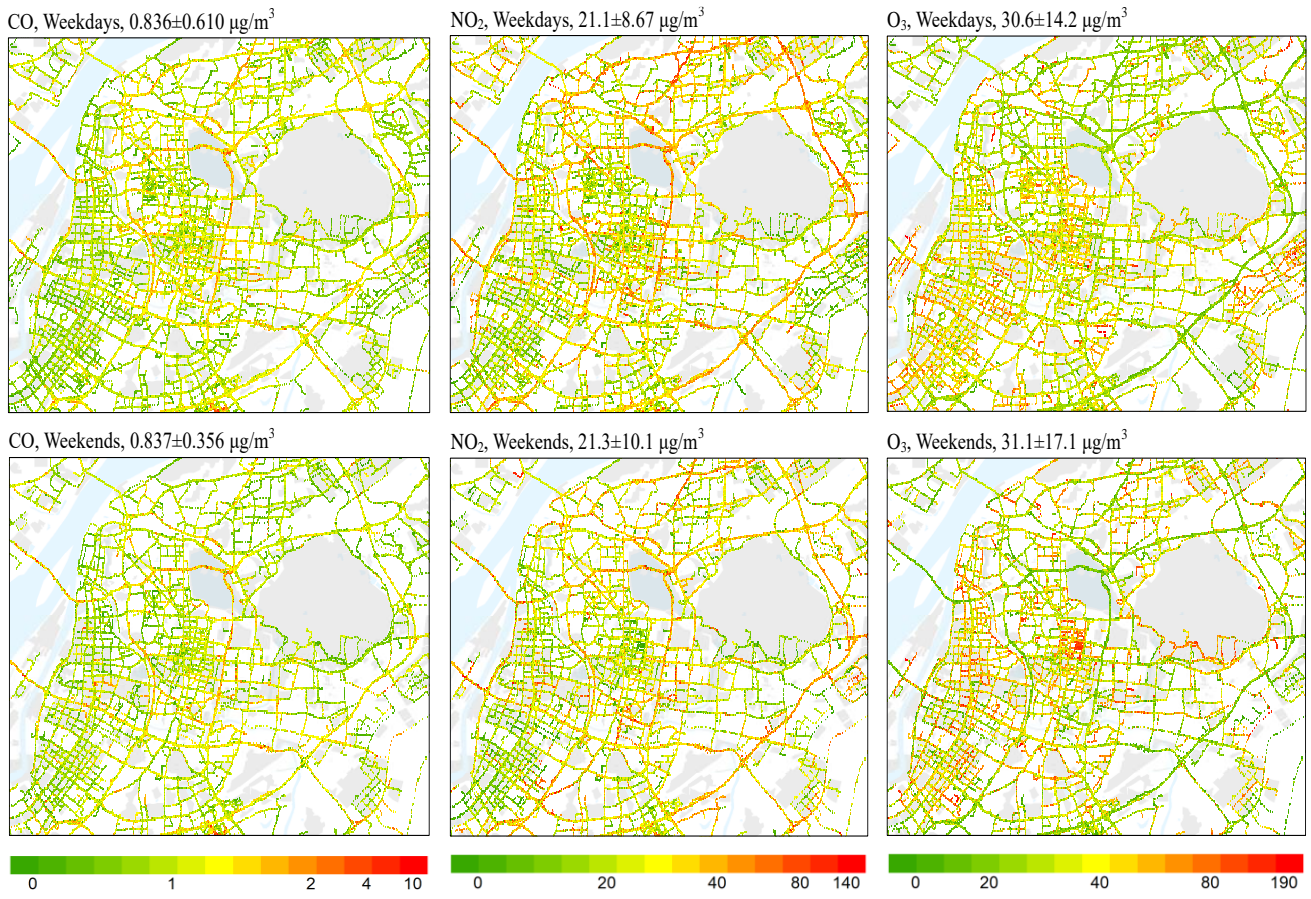 CO, Weekdays, 0.836±0.610 μg/m³
NO₂, Weekdays, 21.1±8.67 μg/m³
O₃, Weekdays, 30.6±14.2 μg/m³
CO, Weekends, 0.837±0.356 μg/m³
NO₂, Weekends, 21.3±10.1 μg/m³
O₃, Weekends, 31.1±17.1 μg/m³
0 1 2 4 10
0 20 40 80 140
0 20 40 80 190